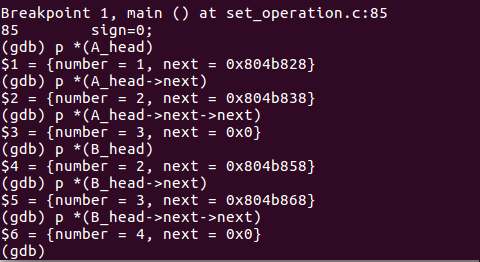 Breakpoint 1, main () at set_operation.c:85
85        sign=0;
(gdb) p *(A_head)
$1 = {number = 1, next = 0x804b828}
(gdb) p *(A_head->next)
$2 = {number = 2, next = 0x804b838}
(gdb) p *(A_head->next->next)
$3 = {number = 3, next = 0x0}
(gdb) p *(B_head)
$4 = {number = 2, next = 0x804b858}
(gdb) p *(B_head->next)
$5 = {number = 3, next = 0x804b868}
(gdb) p *(B_head->next->next)
$6 = {number = 4, next = 0x0}
(gdb)